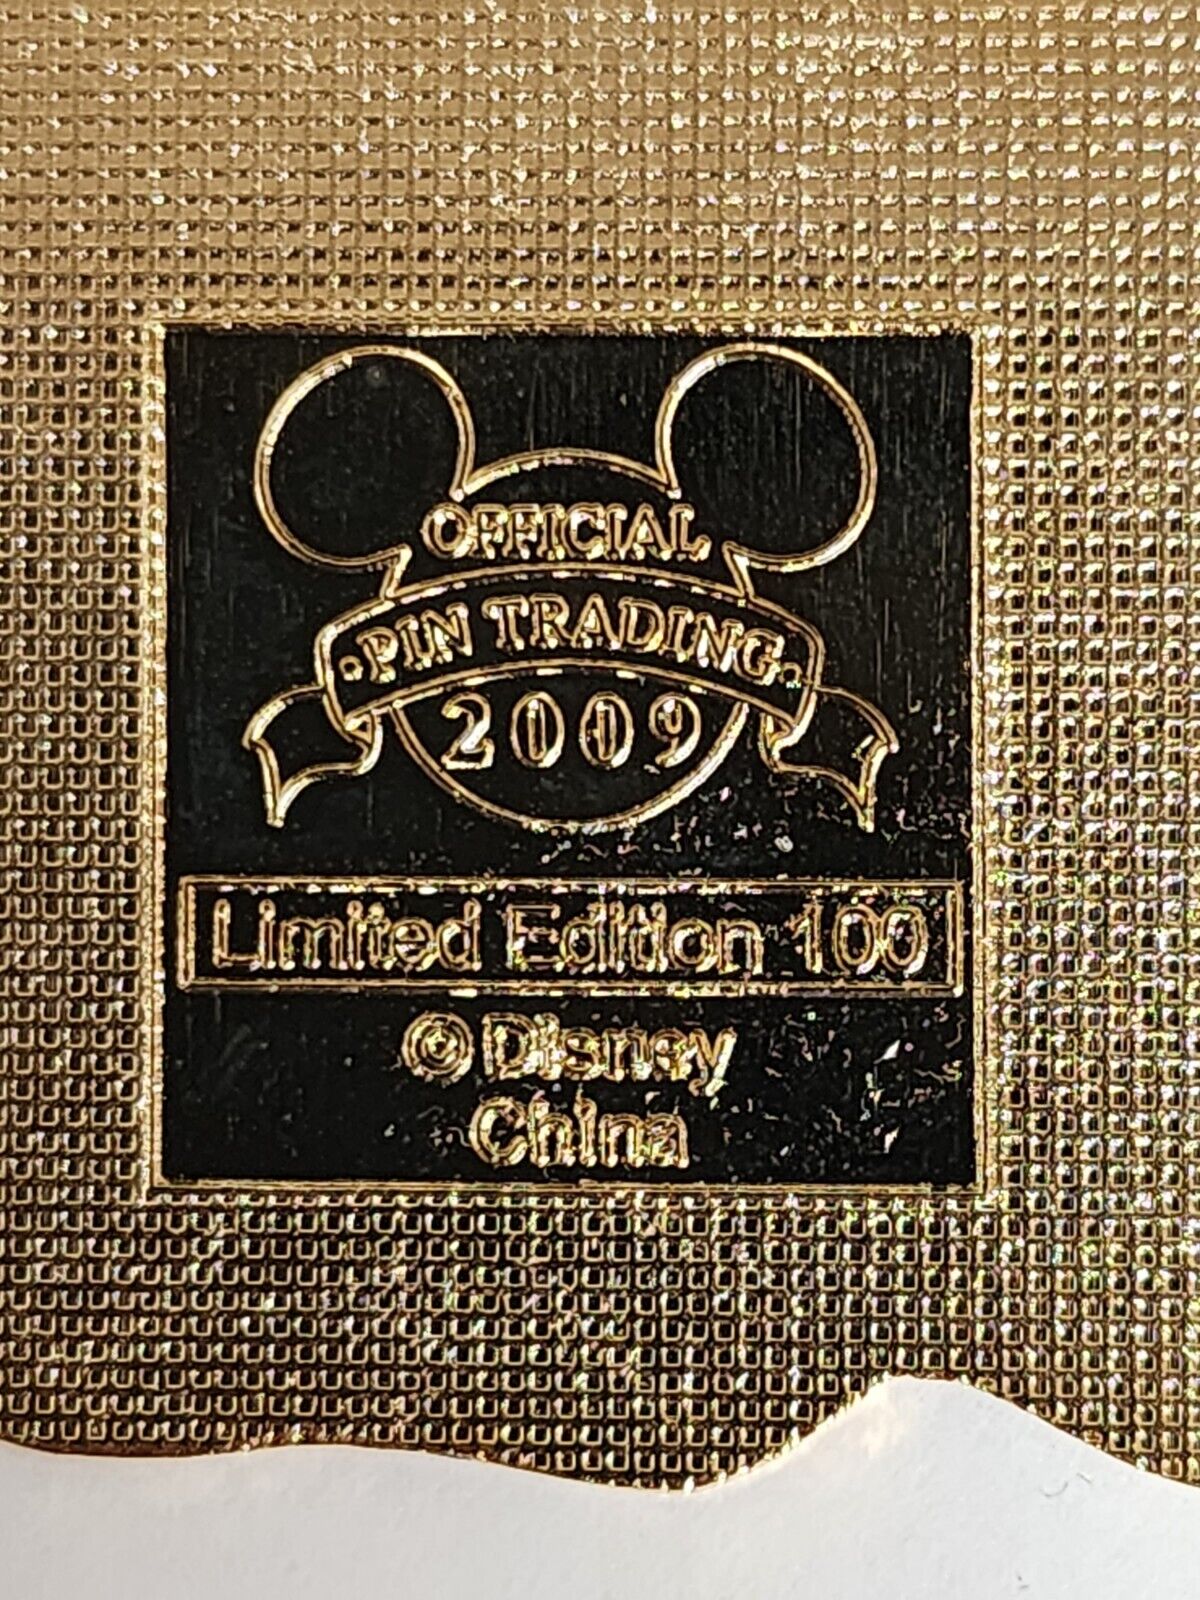 OFFICIAL
·PIN TRADING·
2009
Limited Edition 100
© Disney
China